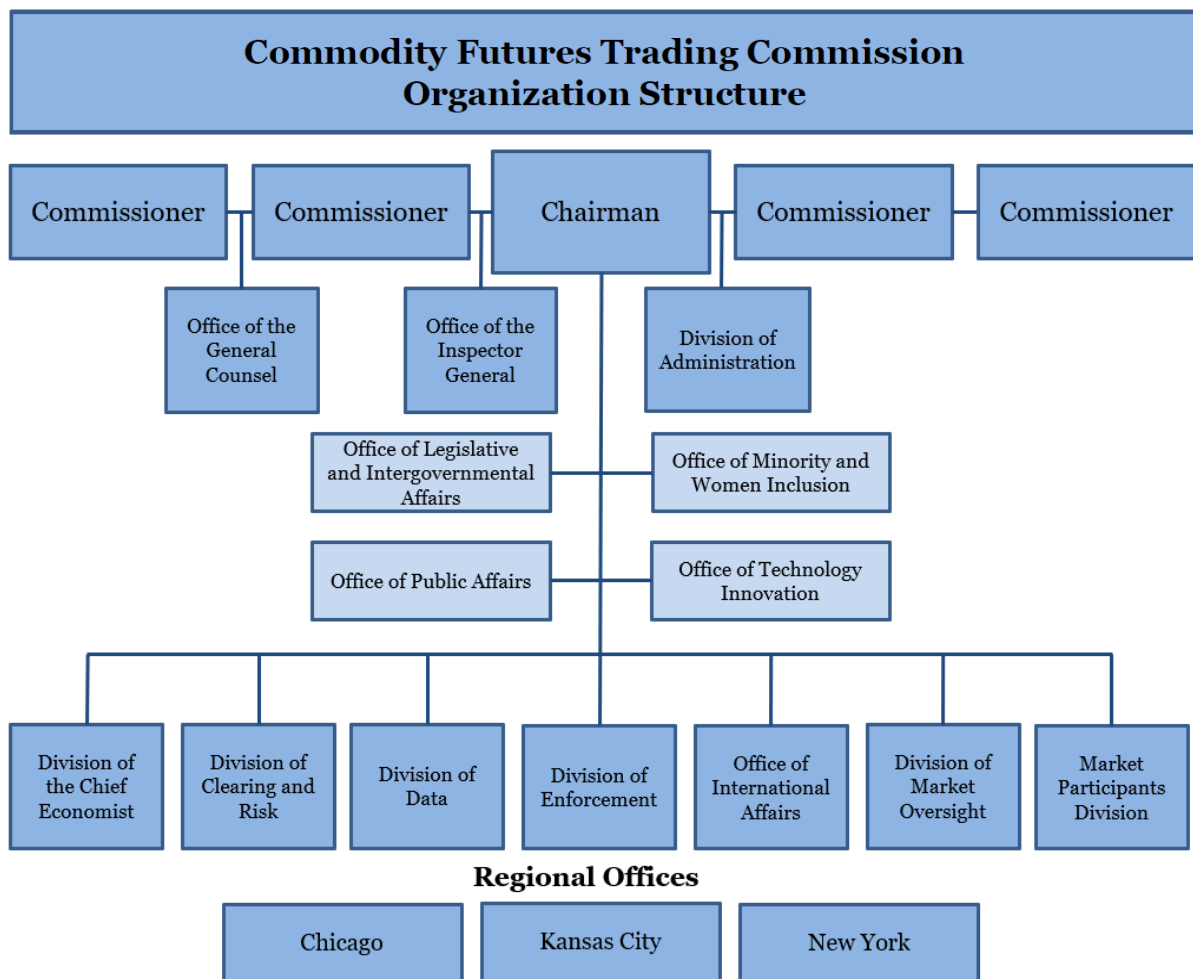 Commodity Futures Trading Commission
Organization Structure
Commissioner
Commissioner
Chairman
Commissioner
Commissioner
Office of the
General
Counsel
Office of the
Inspector
General
Division of
Administration
Office of Legislative
and Intergovernmental
Affairs
Office of Minority and
Women Inclusion
Office of Public Affairs
Office of Technology
Innovation
Division of
the Chief
Economist
Division of
Clearing and
Risk
Division of
Data
Division of
Enforcement
Office of
International
Affairs
Division of
Market
Oversight
Market
Participants
Division
Regional Offices
Chicago
Kansas City
New York